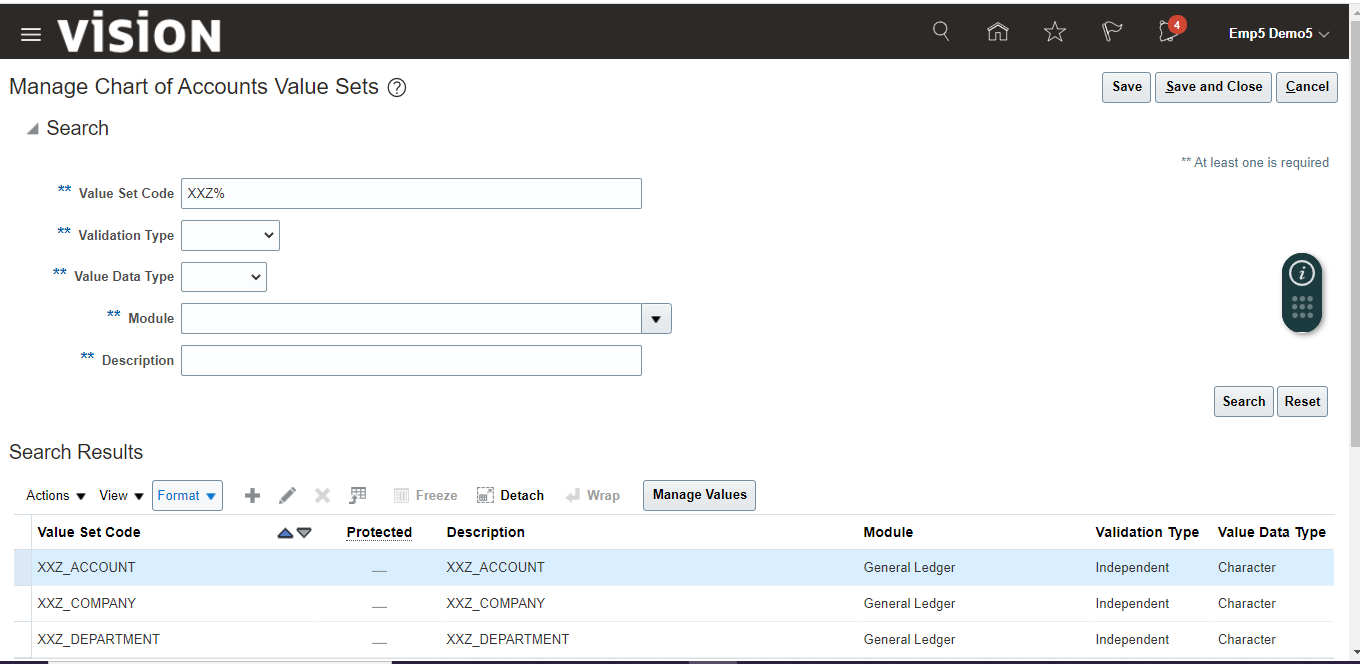 VISION
4
Emp5 Demo5
Manage Chart of Accounts Value Sets ?
Save
Save and Close
Cancel
Search
** At least one is required
** Value Set Code XXZ%
** Validation Type
** Value Data Type
** Module
** Description
Search
Reset
Search Results
Actions View Format Freeze Detach Wrap Manage Values
Value Set Code Protected Description Module Validation Type Value Data Type
XXZ_ACCOUNT XXZ_ACCOUNT General Ledger Independent Character
XXZ_COMPANY XXZ_COMPANY General Ledger Independent Character
XXZ_DEPARTMENT XXZ_DEPARTMENT General Ledger Independent Character